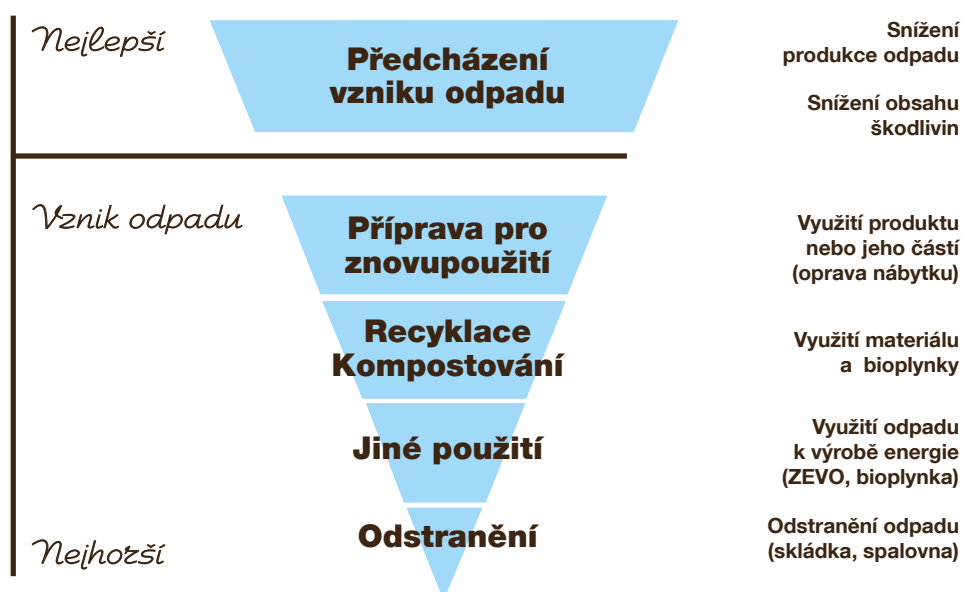 Nejlepší
Předcházení
vzniku odpadu
Snížení
produkce odpadu
Snížení obsahu
škodlivin
Vznik odpadu
Příprava pro
znovupoužití
Využití produktu
nebo jeho částí
(oprava nábytku)
Recyklace
Kompostování
Využití materiálu
a bioplynky
Jiné použití
Využití odpadu
k výrobě energie
(ZEVO, bioplynka)
Nejhorší
Odstranění
Odstranění odpadu
(skládka, spalovna)